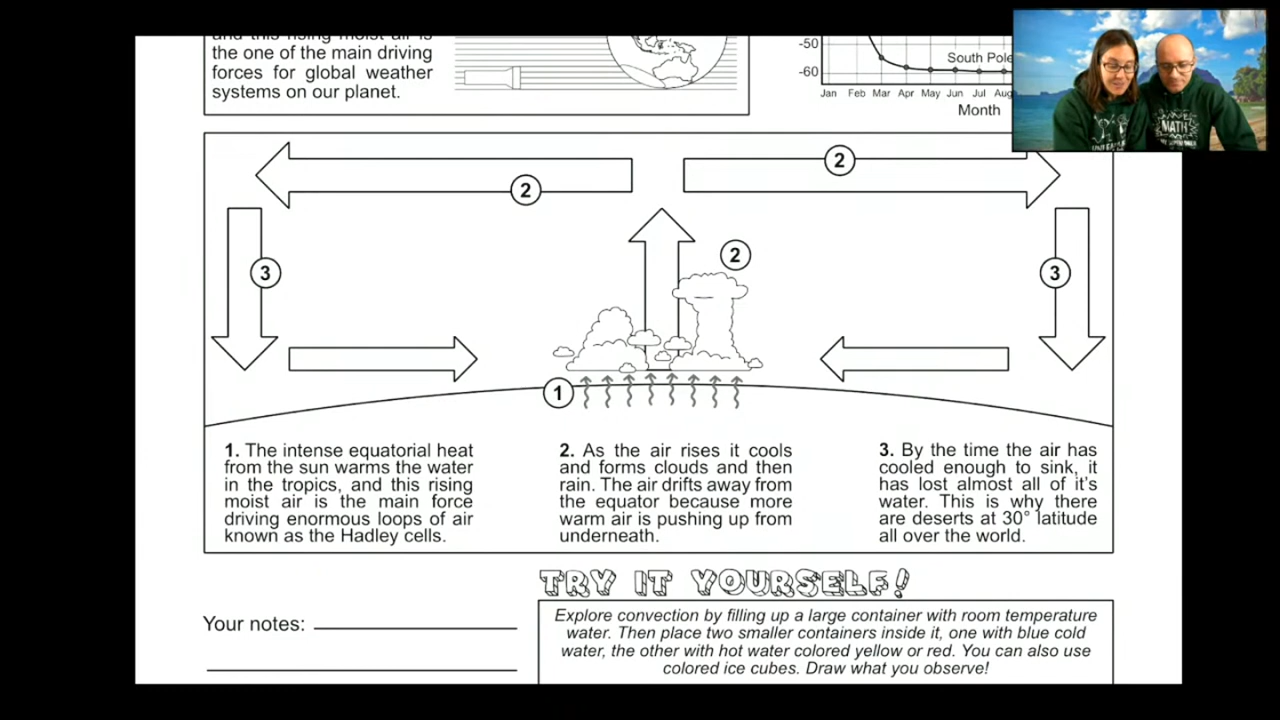 and this rising moist air is
the one of the main driving
forces for global weather
systems on our planet.
-50
-60
South Pole
Jan Feb Mar Apr May Jun Jul Aug
Month
MATH
2
2
2
3
3
1
1. The intense equatorial heat
from the sun warms the water
in the tropics, and this rising
moist air is the main force
driving enormous loops of air
known as the Hadley cells.
2. As the air rises it cools
and forms clouds and then
rain. The air drifts away from
the equator because more
warm air is pushing up from
underneath.
3. By the time the air has
cooled enough to sink, it
has lost almost all of it's
water. This is why there
are deserts at 30° latitude
all over the world.
TRY IT YOURSELF!
Your notes:
Explore convection by filling up a large container with room temperature
water. Then place two smaller containers inside it, one with blue cold
water, the other with hot water colored yellow or red. You can also use
colored ice cubes. Draw what you observe!